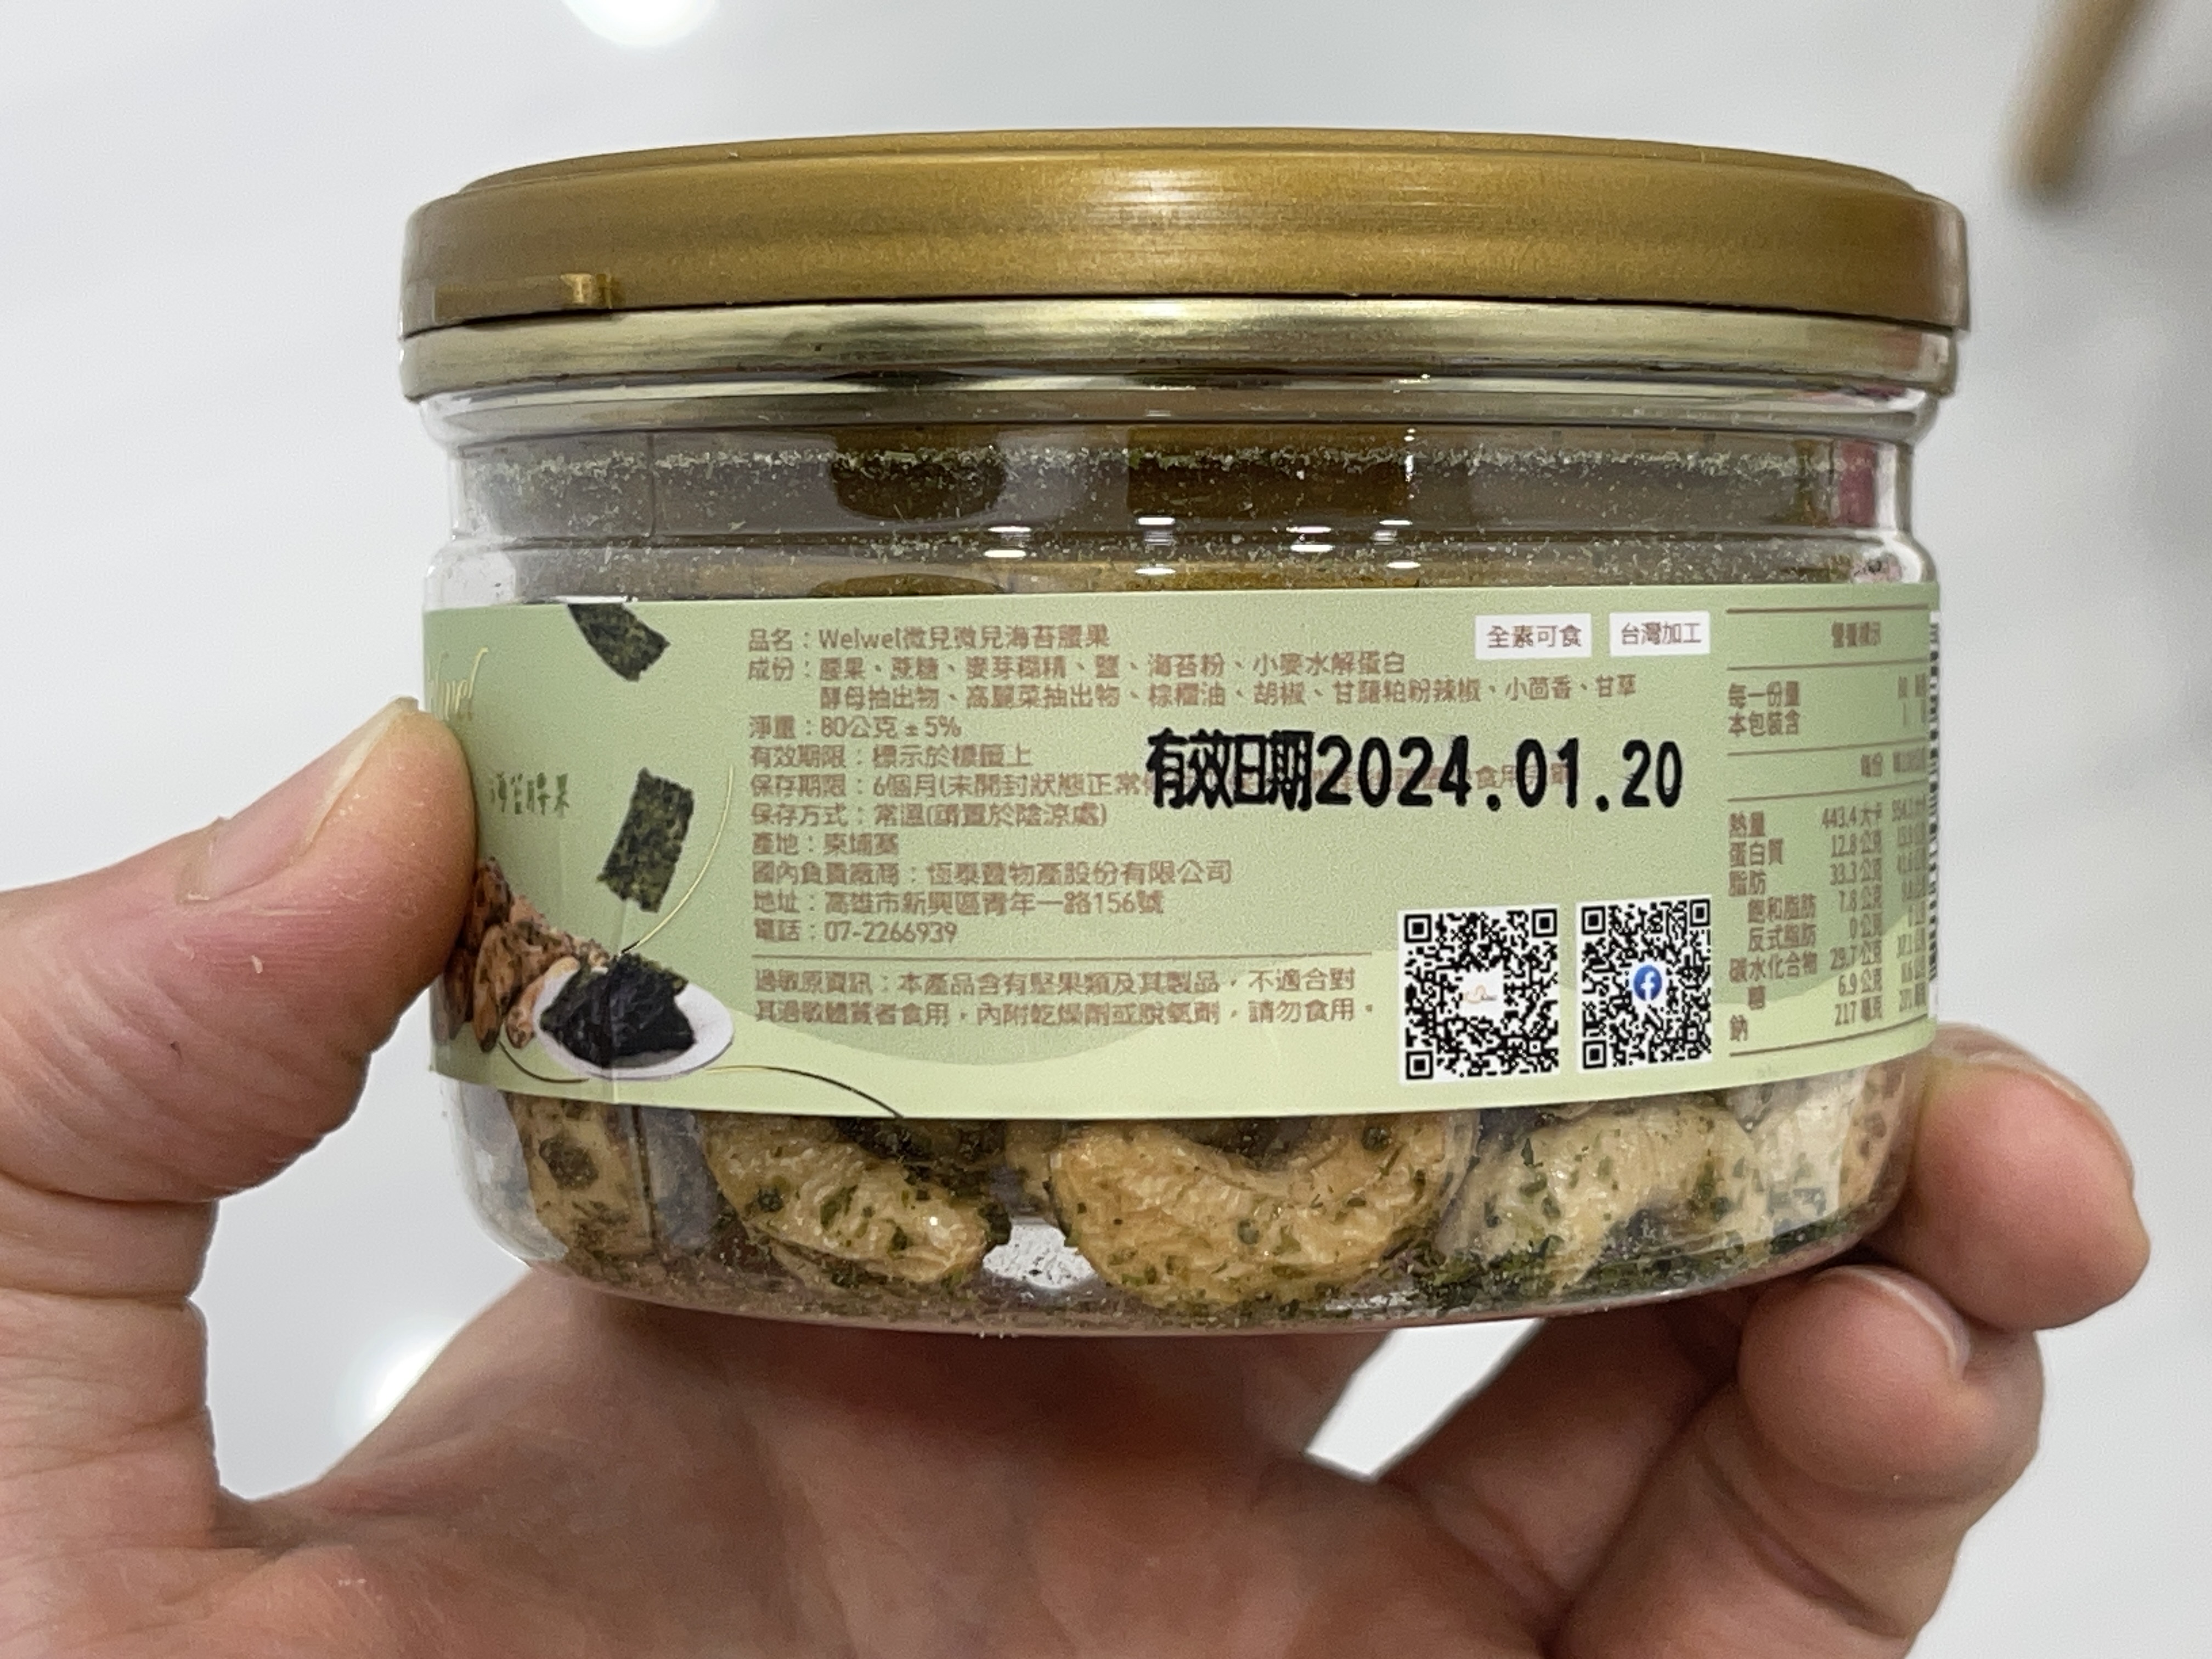 海苔腰果
品名：Welwel微見微見海苔腰果
成份：腰果、蔗糖、麥芽糊精、鹽、海苔粉、小麥水解蛋白
酵母抽出物、高麗菜抽出物、棕櫚油、胡椒、甘蘿粕粉辣椒、小茴香、甘草
淨量：80公克±5%
有效期限：標示於標籤上
保存期限：6個月(未開封狀態正常
食用
保存方式：常溫(請置於陰涼處)
產地：柬埔寨
國內負責廠商：恆泰豐物產股份有限公司
地址：高雄市新興區青年一路156號
電話：07-2266939
過敏原資訊：本產品含有堅果類及其製品，不適合對
其過敏體質者食用，內附乾燥劑或脫氧劑，請勿食用。
全素可食
台灣加工
有效日期2024.01.20
營養標示
每一份量
本包裝含
每份
熱量 443.4大卡
蛋白質 12.8公克
脂肪 33.3公克
飽和脂肪 7.8公克
反式脂肪 0公克
碳水化合物 29.7公克
糖 6.9公克
鈉 217毫克